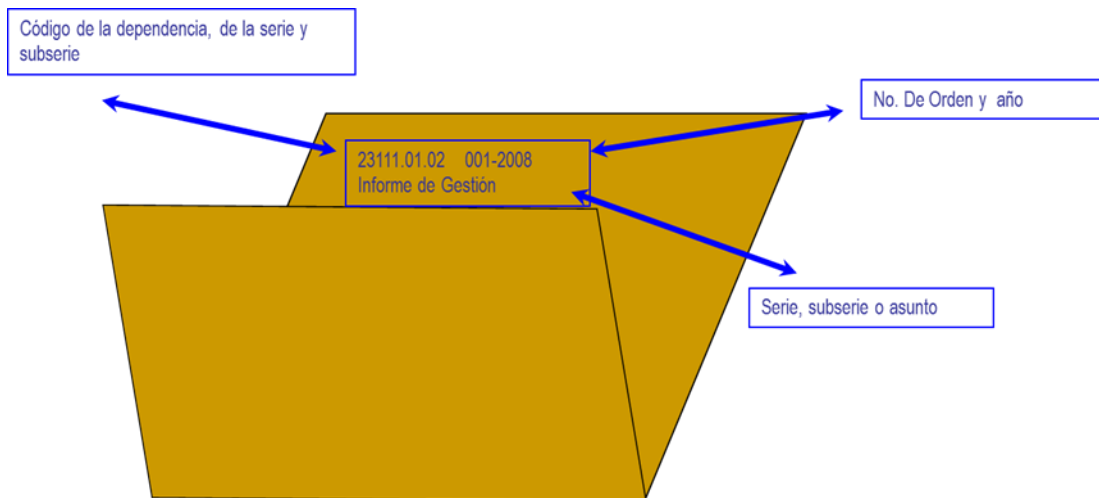 Código de la dependencia, de la serie y
subserie
No. De Orden y año
23111.01.02 001-2008
Informe de Gestión
Serie, subserie o asunto